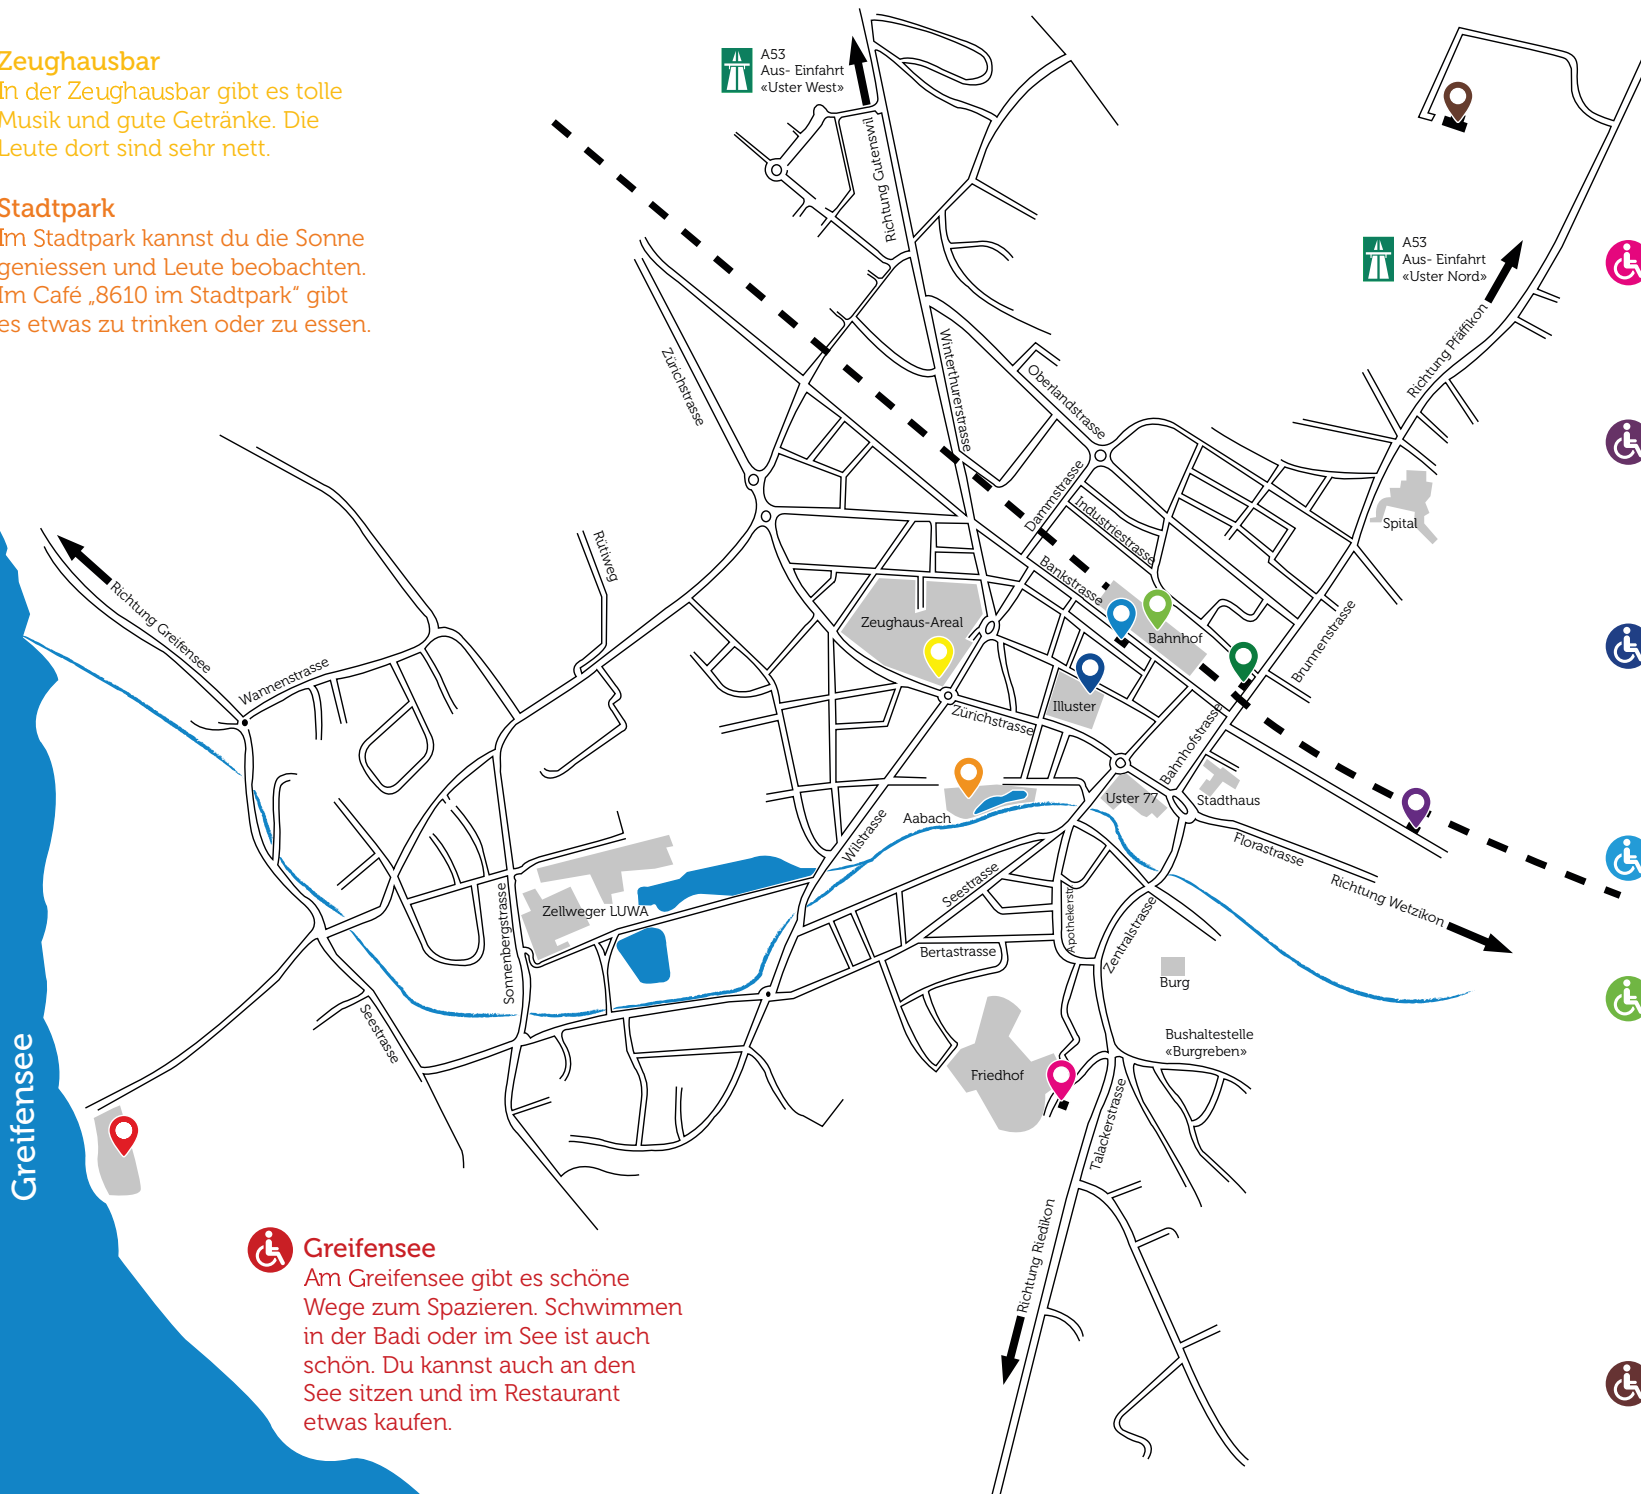 Zeughausbar
In der Zeughausbar gibt es tolle
Musik und gute Getränke. Die
Leute dort sind sehr nett.
Stadtpark
Im Stadtpark kannst du die Sonne
geniessen und Leute beobachten.
Im Café „8610 im Stadtpark“ gibt
es etwas zu trinken oder zu essen.
A53
Aus- Einfahrt
«Uster West»
Richtung Gutenswil
A53
Aus- Einfahrt
«Uster Nord»
Richtung Pfäffikon
Zürichstrasse
Winterthurerstrasse
Oberlandstrasse
Dammstrasse
Industriestrasse
Bankstrasse
Spital
Rütiweg
Richtung Greifensee
Wannenstrasse
Zeughaus-Areal
Bahnhof
Brunnenstrasse
Illuster
Zürichstrasse
Bahnhofstrasse
Uster 77
Stadthaus
Aabach
Wilstrasse
Florastrasse
Richtung Wetzikon
Seestrasse
Apothekerstr.
Zellweger LUWA
Sonnenbergstrasse
Bertastrasse
Zentralstrasse
Burg
Seestrasse
Bushaltestelle
«Burgreben»
Friedhof
Talackerstrasse
Richtung Riedikon
Greifensee
Greifensee
Am Greifensee gibt es schöne
Wege zum Spazieren. Schwimmen
in der Badi oder im See ist auch
schön. Du kannst auch an den
See sitzen und im Restaurant
etwas kaufen.